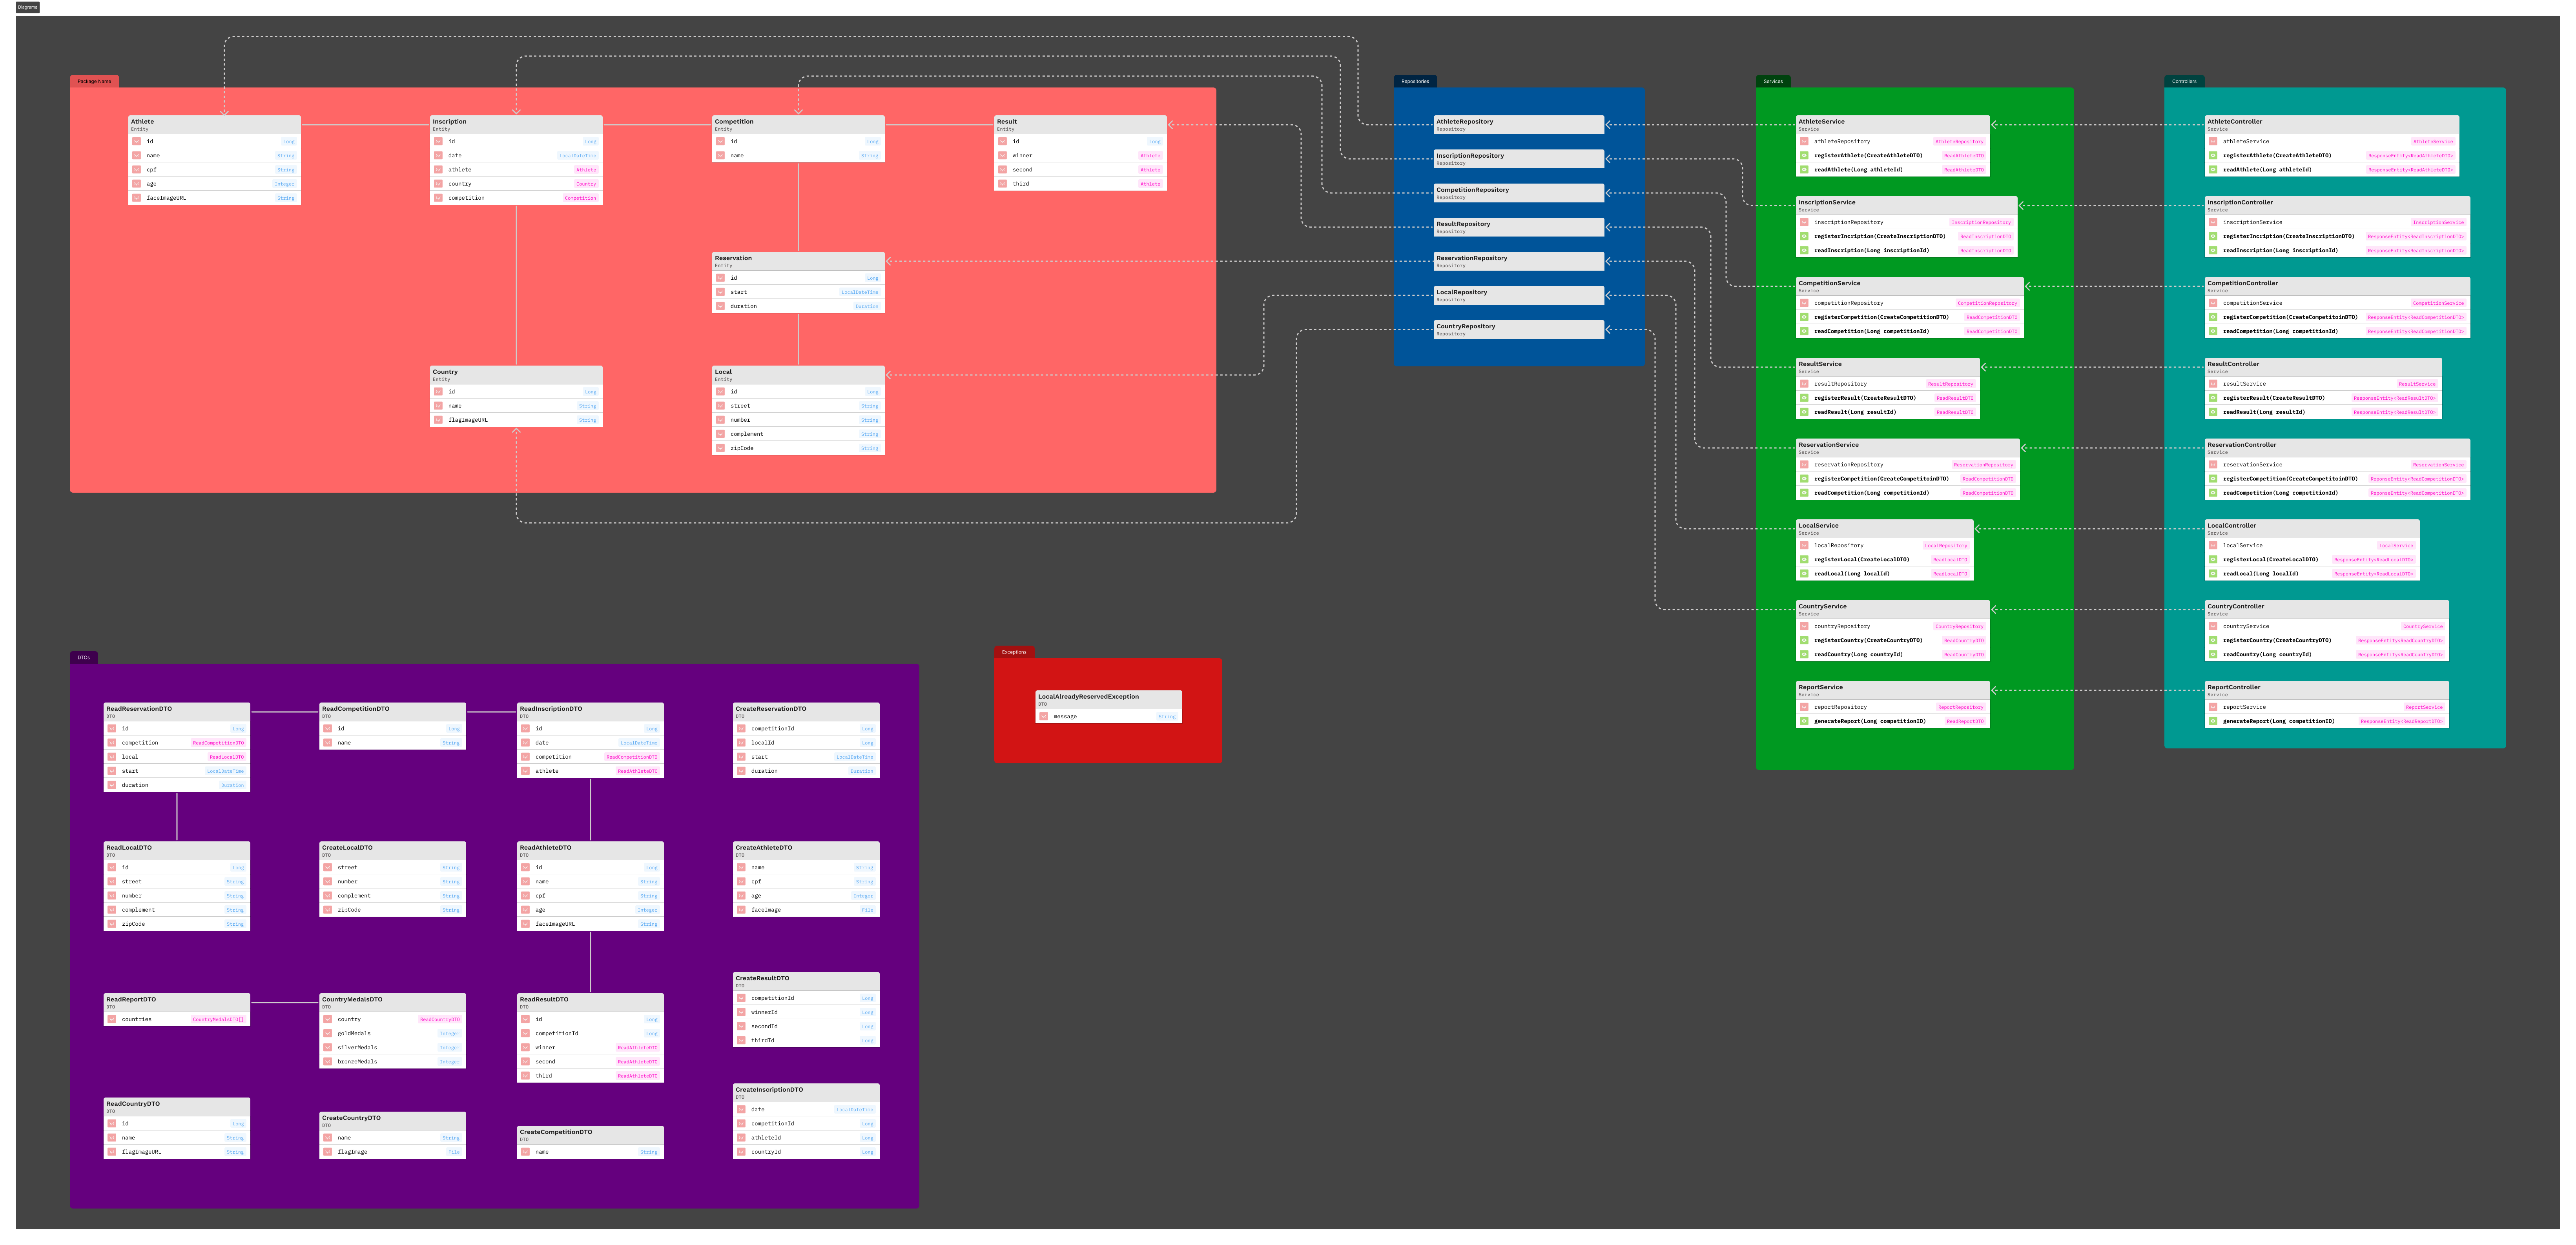 Diagrams
Package Name
Athlete
Entity
id Long
name String
cpf String
age Integer
faceImageURL String
Inscription
Entity
id Long
date LocalDateTime
athlete Athlete
country Country
competition Competition
Competition
Entity
id Long
name String
Result
Entity
id Long
winner Athlete
second Athlete
third Athlete
Reservation
Entity
id Long
start LocalDateTime
duration Duration
Country
Entity
id Long
name String
flagImageURL String
Local
Entity
id Long
street String
number String
complement String
zipCode String
Repositories
AthleteRepository
Repository
InscriptionRepository
Repository
CompetitionRepository
Repository
ResultRepository
Repository
ReservationRepository
Repository
LocalRepository
Repository
CountryRepository
Repository
Services
AthleteService
Service
athleteRepository AthleteRepository
registerAthlete(CreateAthleteDTO) ReadAthleteDTO
readAthlete(Long athleteId) ReadAthleteDTO
InscriptionService
Service
inscriptionRepository InscriptionRepository
registerIncription(CreateInscriptionDTO) ReadInscriptionDTO
readInscription(Long inscriptionId) ReadInscriptionDTO
CompetitionService
Service
competitionRepository CompetitionRepository
registerCompetition(CreateCompetitionDTO) ReadCompetitionDTO
readCompetition(Long competitionId) ReadCompetitionDTO
ResultService
Service
resultRepository ResultRepository
registerResult(CreateResultDTO) ReadResultDTO
readResult(Long resultId) ReadResultDTO
ReservationService
Service
reservationRepository ReservationRepository
registerCompetition(CreateCompetitoinDTO) ReadCompetitionDTO
readCompetition(Long competitionId) ReadCompetitionDTO
LocalService
Service
localRepository LocalRepository
registerLocal(CreateLocalDTO) ReadLocalDTO
readLocal(Long localId) ReadLocalDTO
CountryService
Service
countryRepository CountryRepository
registerCountry(CreateCountryDTO) ReadCountryDTO
readCountry(Long countryId) ReadCountryDTO
ReportService
Service
reportRepository ReportRepository
generateReport(Long competitionID) ReadReportDTO
Controllers
AthleteController
Service
athleteService AthleteService
registerAthlete(CreateAthleteDTO) ResponseEntity<ReadAthleteDTO>
readAthlete(Long athleteId) ResponseEntity<ReadAthleteDTO>
InscriptionController
Service
inscriptionService InscriptionService
registerIncription(CreateInscriptionDTO) ResponseEntity<ReadInscriptionDTO>
readInscription(Long inscriptionId) ResponseEntity<ReadInscriptionDTO>
CompetitionController
Service
competitionService CompetitionService
registerCompetition(CreateCompetitoinDTO) ResponseEntity<ReadCompetitionDTO>
readCompetition(Long competitionId) ResponseEntity<ReadCompetitionDTO>
ResultController
Service
resultService ResultService
registerResult(CreateResultDTO) ResponseEntity<ReadResultDTO>
readResult(Long resultId) ResponseEntity<ReadResultDTO>
ReservationController
Service
reservationService ReservationService
registerCompetition(CreateCompetitoinDTO) ReponseEntity<ReadCompetitionDTO>
readCompetition(Long competitionId) ReponseEntity<ReadCompetitionDTO>
LocalController
Service
localService LocalService
registerLocal(CreateLocalDTO) ResponseEntity<ReadLocalDTO>
readLocal(Long localId) ResponseEntity<ReadLocalDTO>
CountryController
Service
countryService CountryService
registerCountry(CreateCountryDTO) ResponseEntity<ReadCountryDTO>
readCountry(Long countryId) ResponseEntity<ReadCountryDTO>
ReportController
Service
reportService ReportService
generateReport(Long competitionID) ResponseEntity<ReadReportDTO>
DTOs
ReadReservationDTO
DTO
id Long
competition ReadCompetitionDTO
local ReadLocalDTO
start LocalDateTime
duration Duration
ReadCompetitionDTO
DTO
id Long
name String
ReadInscriptionDTO
DTO
id Long
date LocalDateTime
competition ReadCompetitionDTO
athlete ReadAthleteDTO
CreateReservationDTO
DTO
competitionId Long
localId Long
start LocalDateTime
duration Duration
ReadLocalDTO
DTO
id Long
street String
number String
complement String
zipCode String
CreateLocalDTO
DTO
street String
number String
complement String
zipCode String
ReadAthleteDTO
DTO
id Long
name String
cpf String
age Integer
faceImageURL String
CreateAthleteDTO
DTO
name String
cpf String
age Integer
faceImage File
ReadReportDTO
DTO
countries CountryMedalsDTO[]
CountryMedalsDTO
DTO
country ReadCountryDTO
goldMedals Integer
silverMedals Integer
bronzeMedals Integer
ReadResultDTO
DTO
id Long
competitionId Long
winner ReadAthleteDTO
second ReadAthleteDTO
third ReadAthleteDTO
CreateResultDTO
DTO
competitionId Long
winnerId Long
secondId Long
thirdId Long
ReadCountryDTO
DTO
id Long
name String
flagImageURL String
CreateCountryDTO
DTO
name String
flagImage File
CreateCompetitionDTO
DTO
name String
CreateInscriptionDTO
DTO
date LocalDateTime
competitionId Long
athleteId Long
countryId Long
Exceptions
LocalAlreadyReservedException
DTO
message String